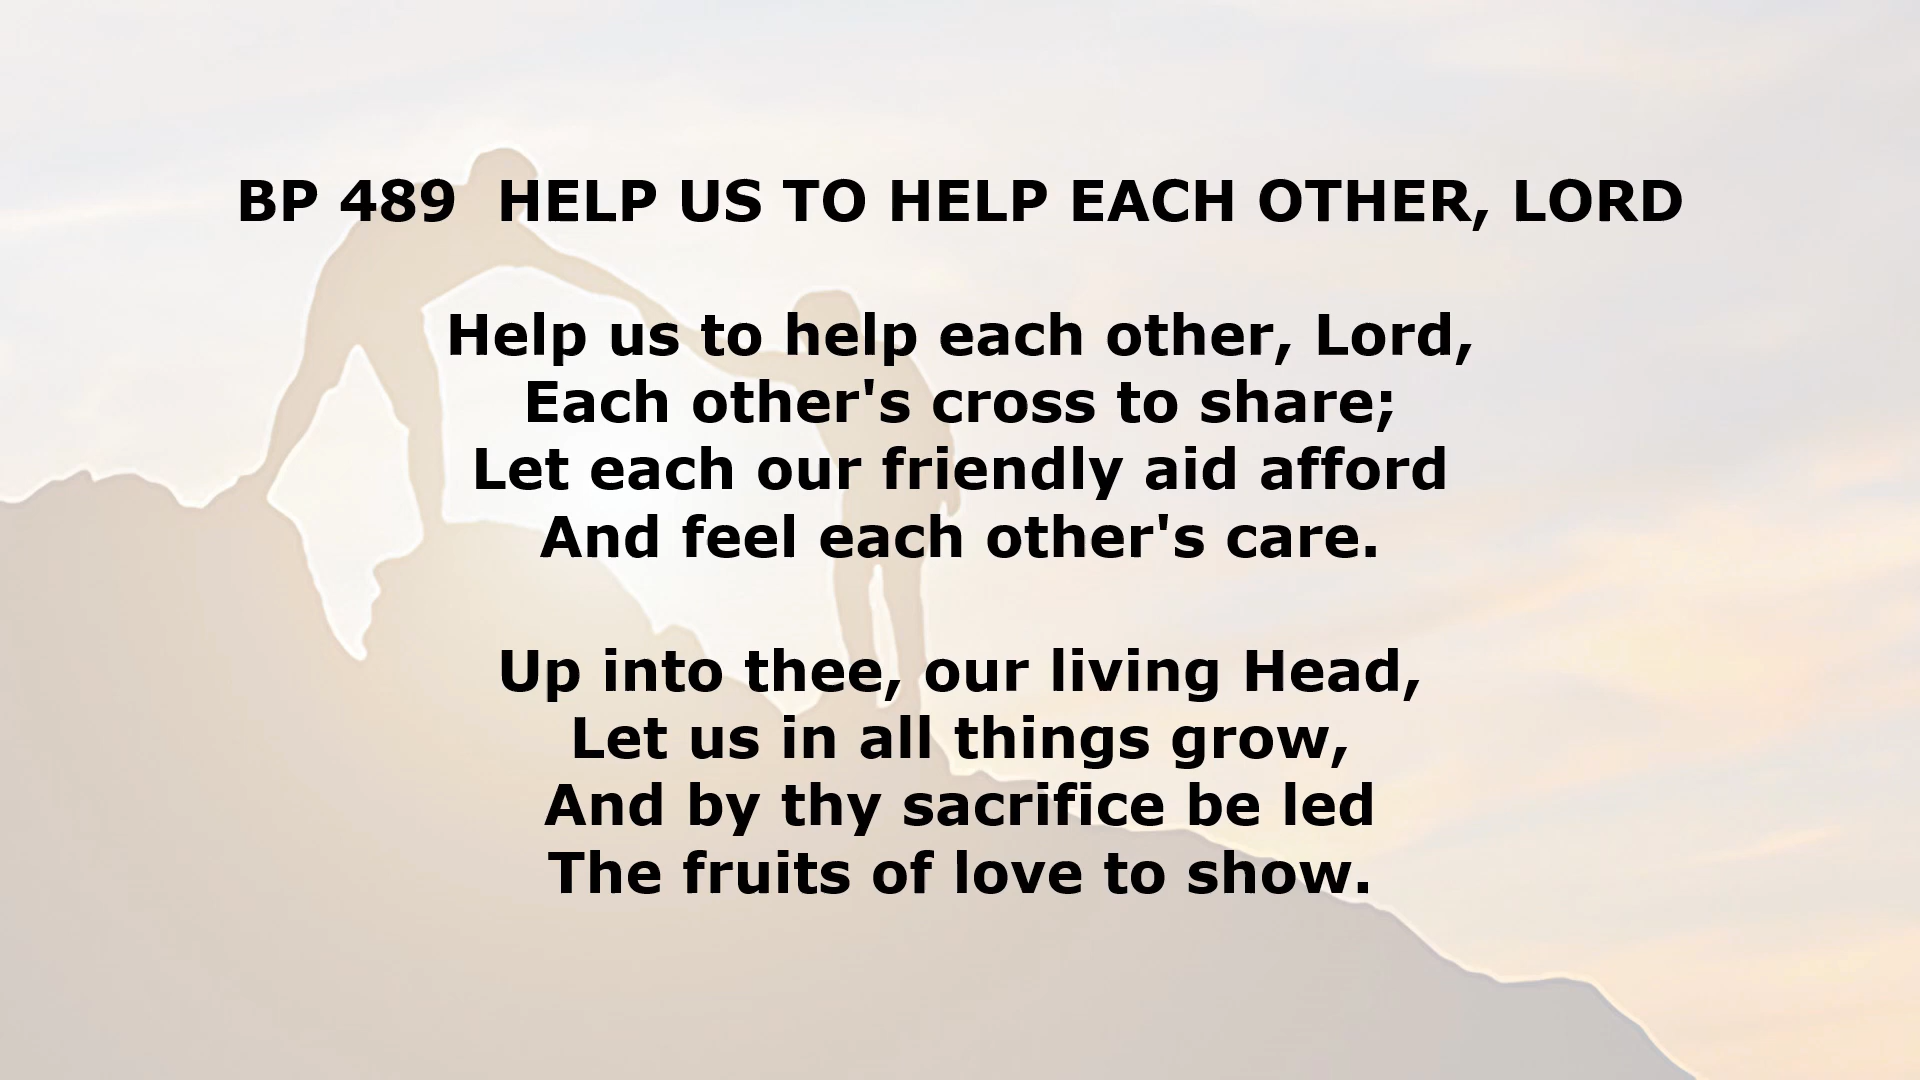 BP 489  HELP US TO HELP EACH OTHER, LORD
Help us to help each other, Lord,
Each other's cross to share;
Let each our friendly aid afford
And feel each other's care.
Up into thee, our living Head,
Let us in all things grow,
And by thy sacrifice be led
The fruits of love to show.